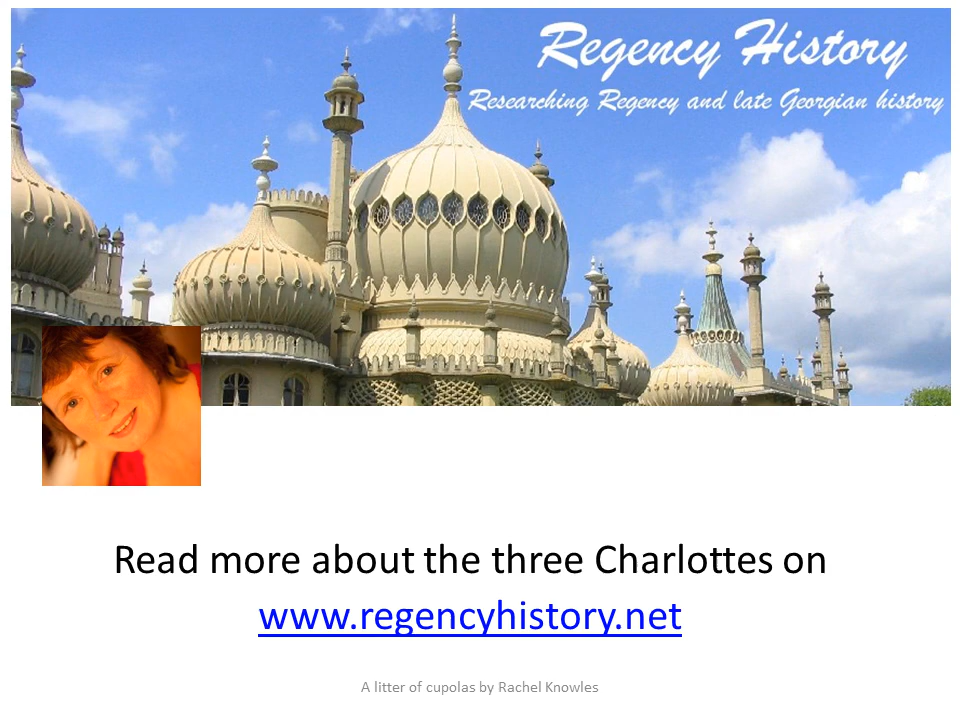 Regency History
Researching Regency and late Georgian history
Read more about the three Charlottes on
www.regencyhistory.net
A litter of cupolas by Rachel Knowles